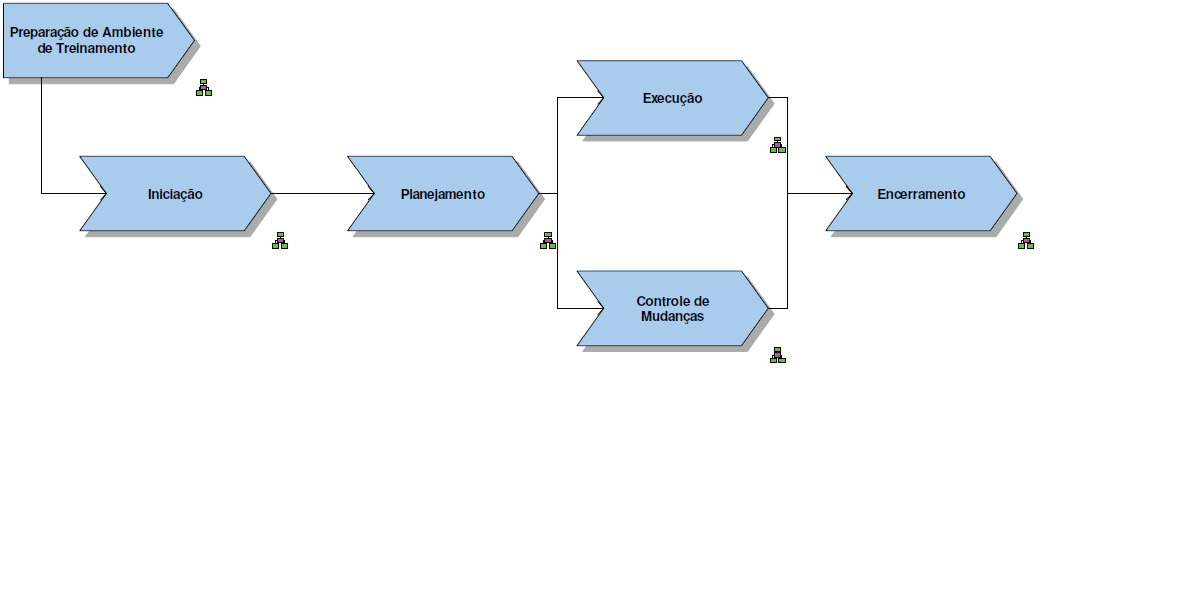 Preparação de Ambiente
de Treinamento
Execução
Iniciação
Planejamento
Encerramento
Controle de
Mudanças